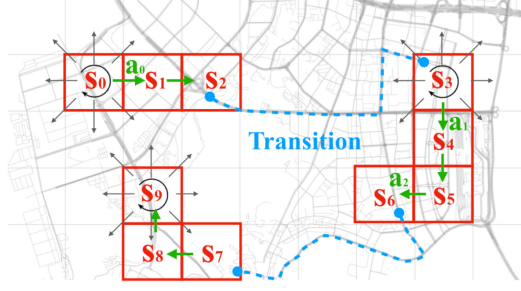 S0 a0 S1 S2
S3
a1
Transition S4
S9 S6 a2 S5
S8 S7